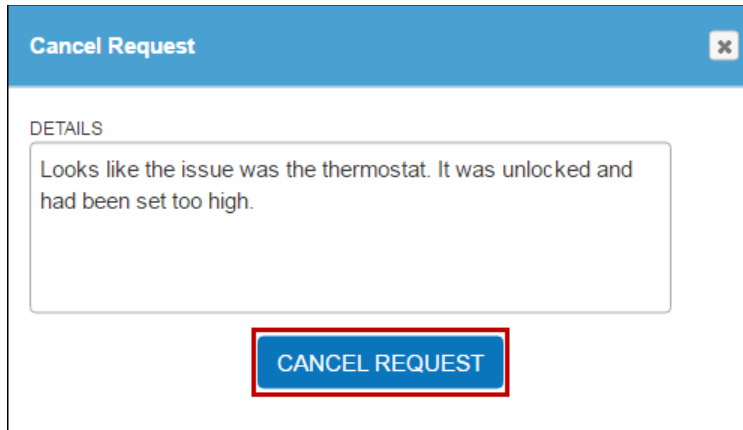 Cancel Request
DETAILS
Looks like the issue was the thermostat. It was unlocked and
had been set too high.
CANCEL REQUEST